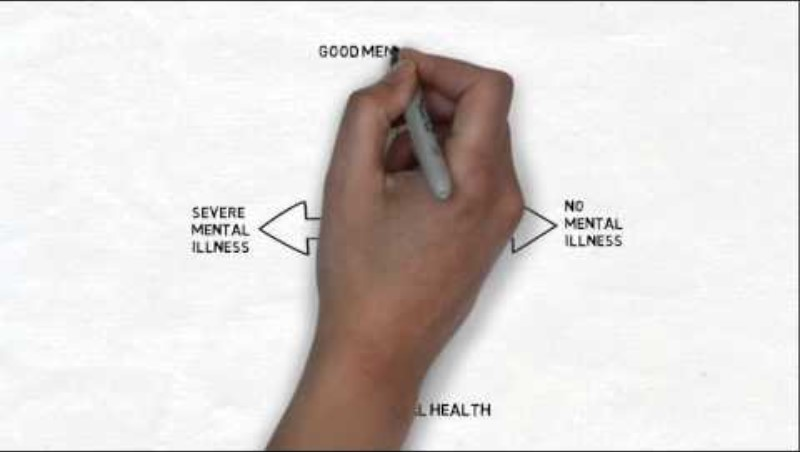 GOOD MEN
SEVERE
MENTAL
ILLNESS
NO
MENTAL
ILLNESS
L HEALTH